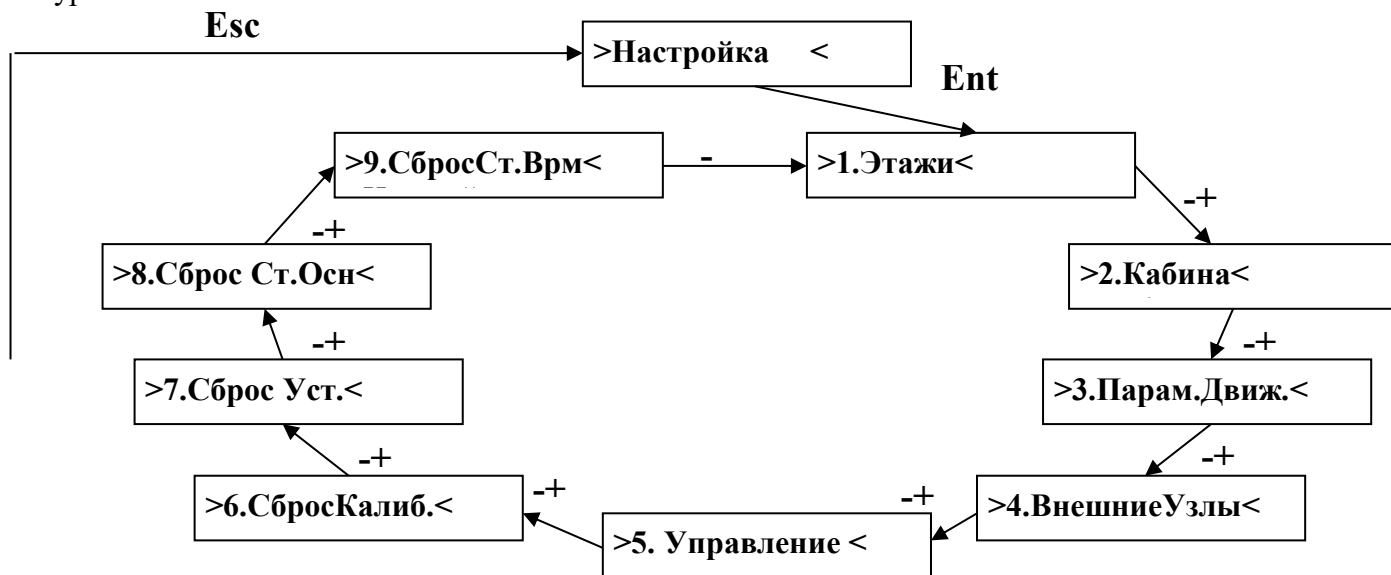 Esc
>Настройка <
Ent
>9.СбросСт.Врм<
-
>1.Этажи<
-+
-+
>8.Сброс Ст.Осн<
>2.Кабина<
-+
-+
>7.Сброс Уст.<
>3.Парам.Движ.<
-+
-+
>6.СбросКалиб.<
-+
-+
>4.ВнешниеУзлы<
>5. Управление <